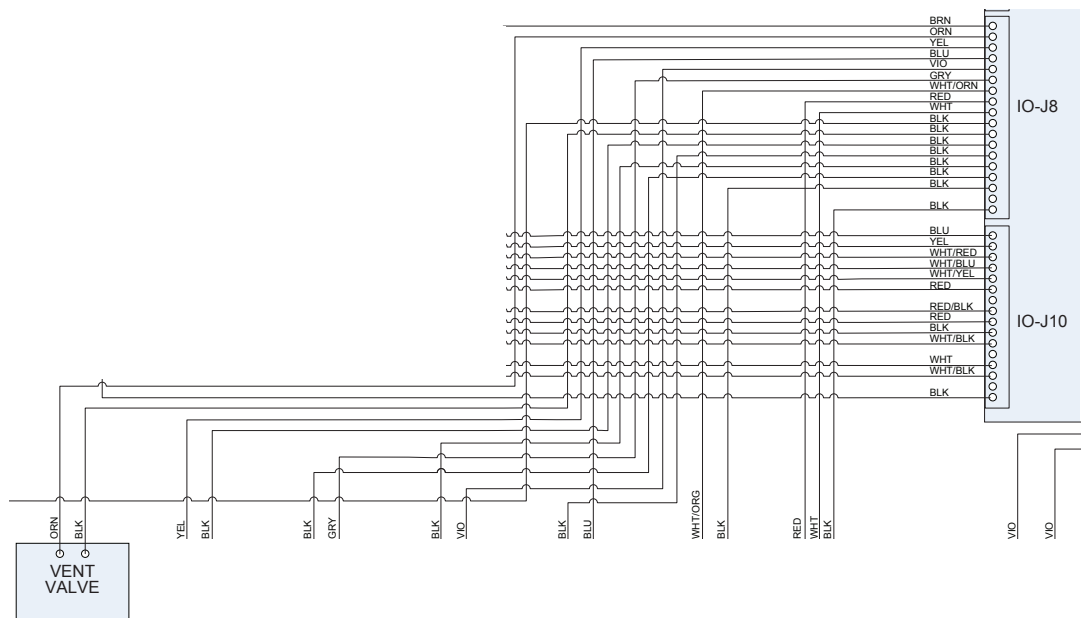 BRN
ORN
YEL
BLU
VIO
GRY
WHT/ORN
RED
WHT
BLK
BLK
BLK
BLK
BLK
BLK
BLK
BLK
IO-J8
BLU
YEL
WHT/RED
WHT/BLU
WHT/YEL
RED
RED/BLK
RED
BLK
WHT/BLK
WHT
WHT/BLK
BLK
IO-J10
ORN
BLK
YEL
BLK
BLK
GRY
BLK
VIO
BLK
BLU
WHT/ORG
BLK
RED
WHT
BLK
VIO
VIO
VENT
VALVE